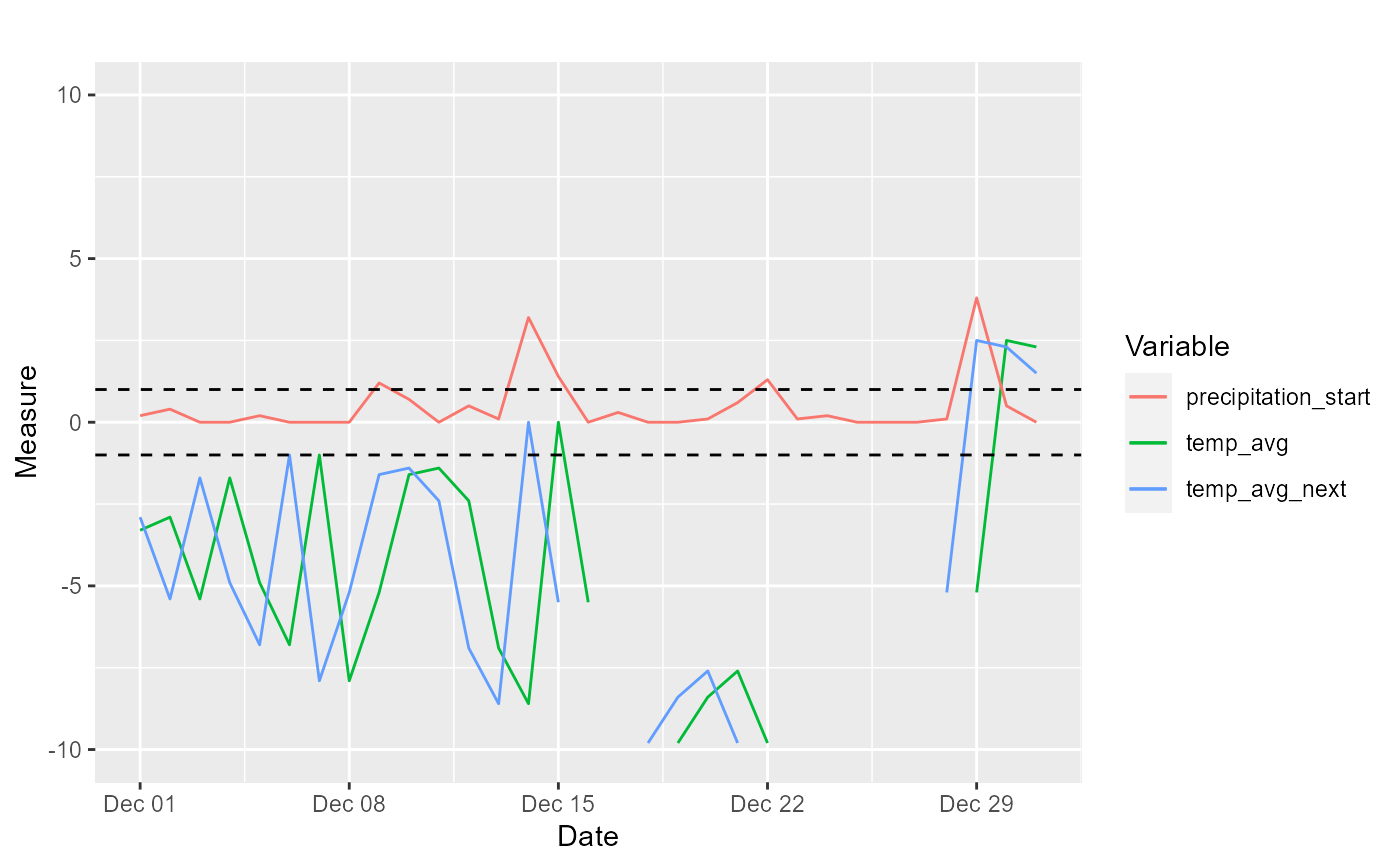 10
5
0
-5
-10
Measure
Dec 01
Dec 08
Dec 15
Dec 22
Dec 29
Date
Variable
precipitation_start
temp_avg
temp_avg_next